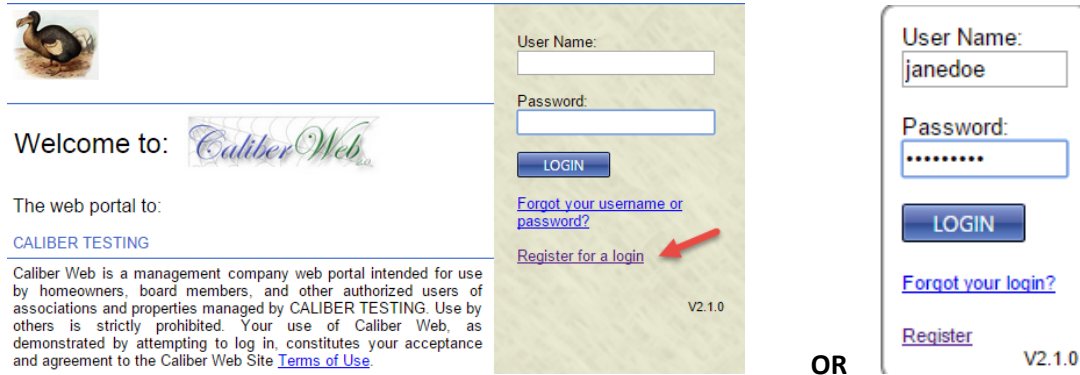 User Name:
Password:
LOGIN
Forgot your username or
password?
Register for a login
V2.1.0
Welcome to: Caliber Web
The web portal to:
CALIBER TESTING
Caliber Web is a management company web portal intended for use
by homeowners, board members, and other authorized users of
associations and properties managed by CALIBER TESTING. Use by
others is strictly prohibited. Your use of Caliber Web, as
demonstrated by attempting to log in, constitutes your acceptance
and agreement to the Caliber Web Site Terms of Use.
OR
User Name:
janedoe
Password:
•••••••••
LOGIN
Forgot your login?
Register
V2.1.0